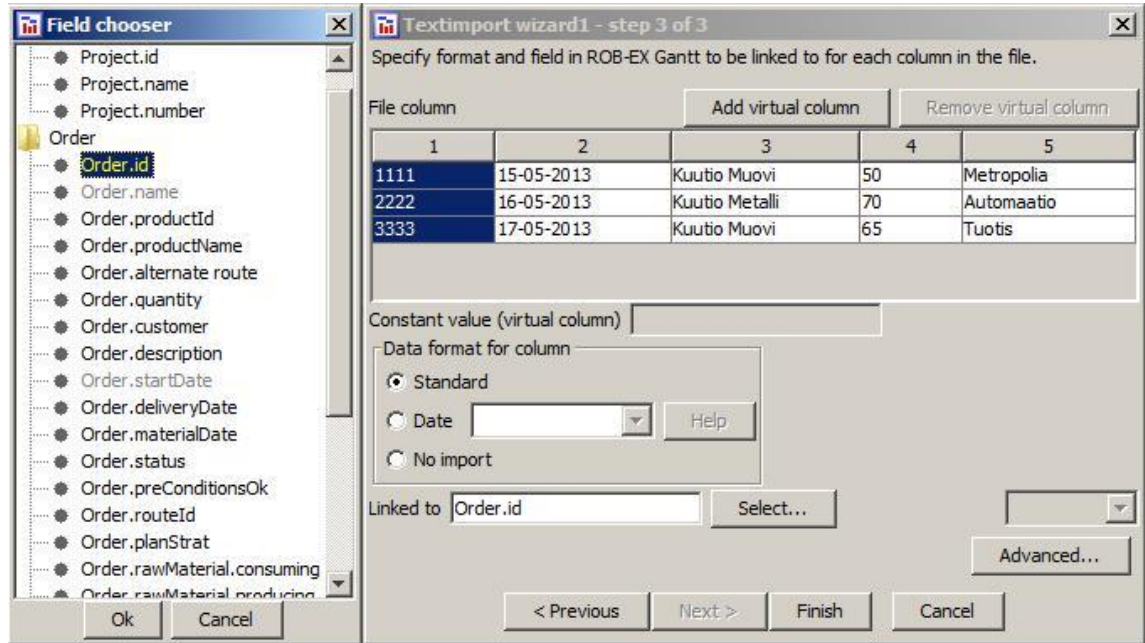 Field chooser
Project.id
Project.name
Project.number
Order
Order.id
Order.name
Order.productId
Order.productName
Order.alternate route
Order.quantity
Order.customer
Order.description
Order.startDate
Order.deliveryDate
Order.materialDate
Order.status
Order.preConditionsOk
Order.routeId
Order.planStrat
Order.rawMaterial.consuming
Order.rawMaterial.producing
Ok Cancel
Textimport wizard1 - step 3 of 3
Specify format and field in ROB-EX Gantt to be linked to for each column in the file.
File column Add virtual column Remove virtual column
1 2 3 4 5
1111 15-05-2013 Kuutio Muovi 50 Metropolia
2222 16-05-2013 Kuutio Metalli 70 Automaatio
3333 17-05-2013 Kuutio Muovi 65 Tuotis
Constant value (virtual column)
Data format for column
Standard
Date Help
No import
Linked to Order.id Select...
Advanced...
< Previous Next > Finish Cancel